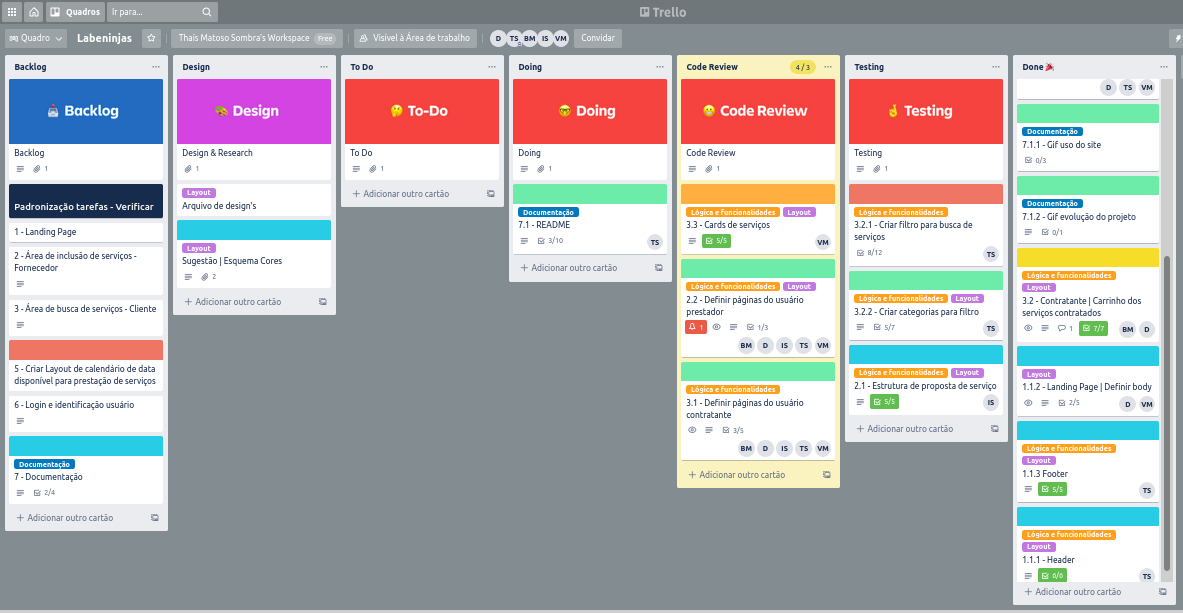 Quadros
Ir para...
Trello
Quadro
Labeninjas
Thais Matoso Sombra's Workspace Free
Visível à Área de trabalho
D TS BM IS VM
Convidar
Backlog
Backlog
Backlog
1
Padronização tarefas - Verificar
1 - Landing Page
2 - Área de inclusão de serviços -
Fornecedor
3 - Área de busca de serviços - Cliente
5 - Criar Layout de calendário de data
disponível para prestação de serviços
6 - Login e identificação usuário
Documentação
7 - Documentação
2/4
+ Adicionar outro cartão
Design
Design
Design & Research
1
Layout
Arquivo de design's
Layout
Sugestão | Esquema Cores
2
+ Adicionar outro cartão
To Do
To-Do
To Do
1
+ Adicionar outro cartão
Doing
Doing
Doing
1
Documentação
7.1 - README
3/10
TS
+ Adicionar outro cartão
Code Review
4 / 3
Code Review
Code Review
1
Lógica e funcionalidades Layout
3.3 - Cards de serviços
5/5
VM
Lógica e funcionalidades Layout
2.2 - Definir páginas do usuário
prestador
1 1/3
BM D IS TS VM
Lógica e funcionalidades
3.1 - Definir páginas do usuário
contratante
3/5
BM D IS TS VM
+ Adicionar outro cartão
Testing
Testing
Testing
1
Lógica e funcionalidades
3.2.1 - Criar filtro para busca de
serviços
8/12
TS
Lógica e funcionalidades Layout
3.2.2 - Criar categorias para filtro
5/7
TS
Lógica e funcionalidades Layout
2.1 - Estrutura de proposta de serviço
5/5
IS
+ Adicionar outro cartão
Done
D TS VM
Documentação
7.1.1 - Gif uso do site
0/3
Documentação
7.1.2 - Gif evolução do projeto
0/1
Lógica e funcionalidades
Layout
3.2 - Contratante | Carrinho dos
serviços contratados
1 7/7
BM D
Layout
1.1.2 - Landing Page | Definir body
2/5
D VM
Lógica e funcionalidades
Layout
1.1.3 Footer
5/5
TS
Lógica e funcionalidades
Layout
1.1.1 - Header
TS
+ Adicionar outro cartão